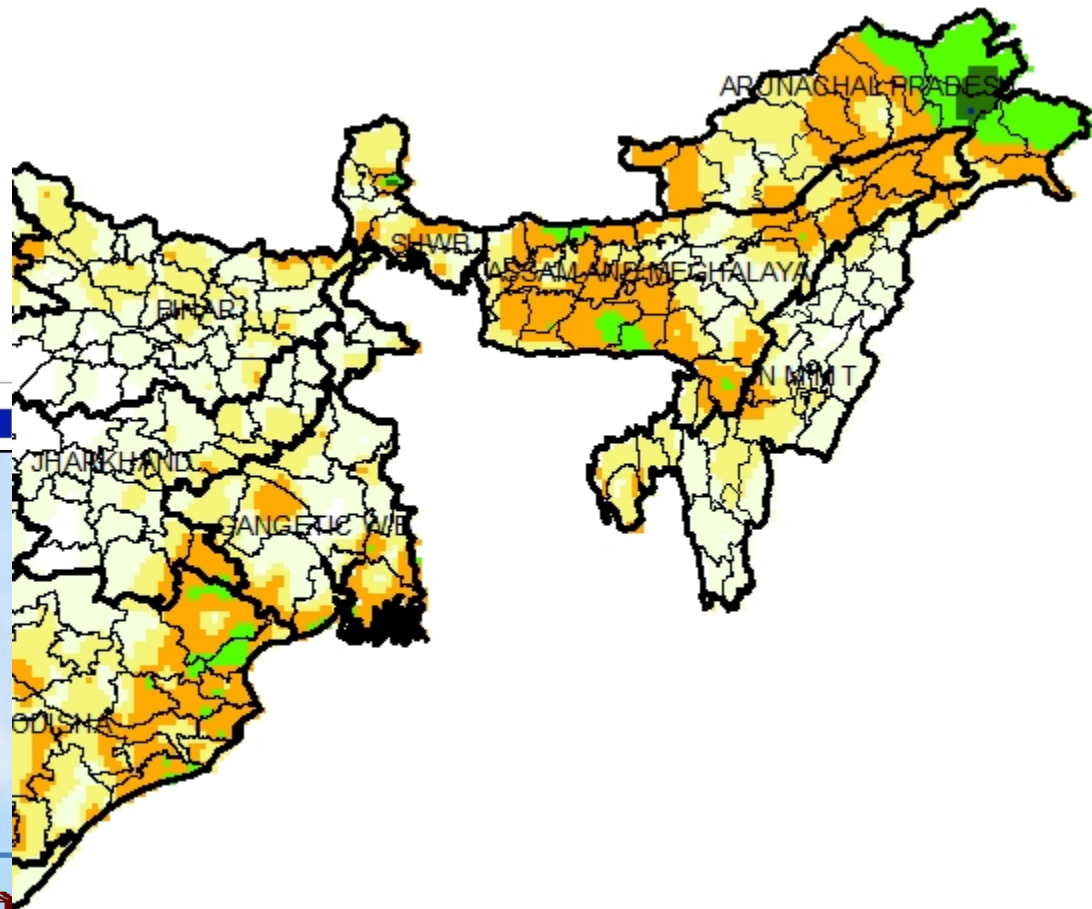 ARUNACHAL PRADESH
SHWB
ASSAM AND MEGHALAYA
BIHAR
N M M T
JHARKHAND
GANGETIC WB
ODISHA